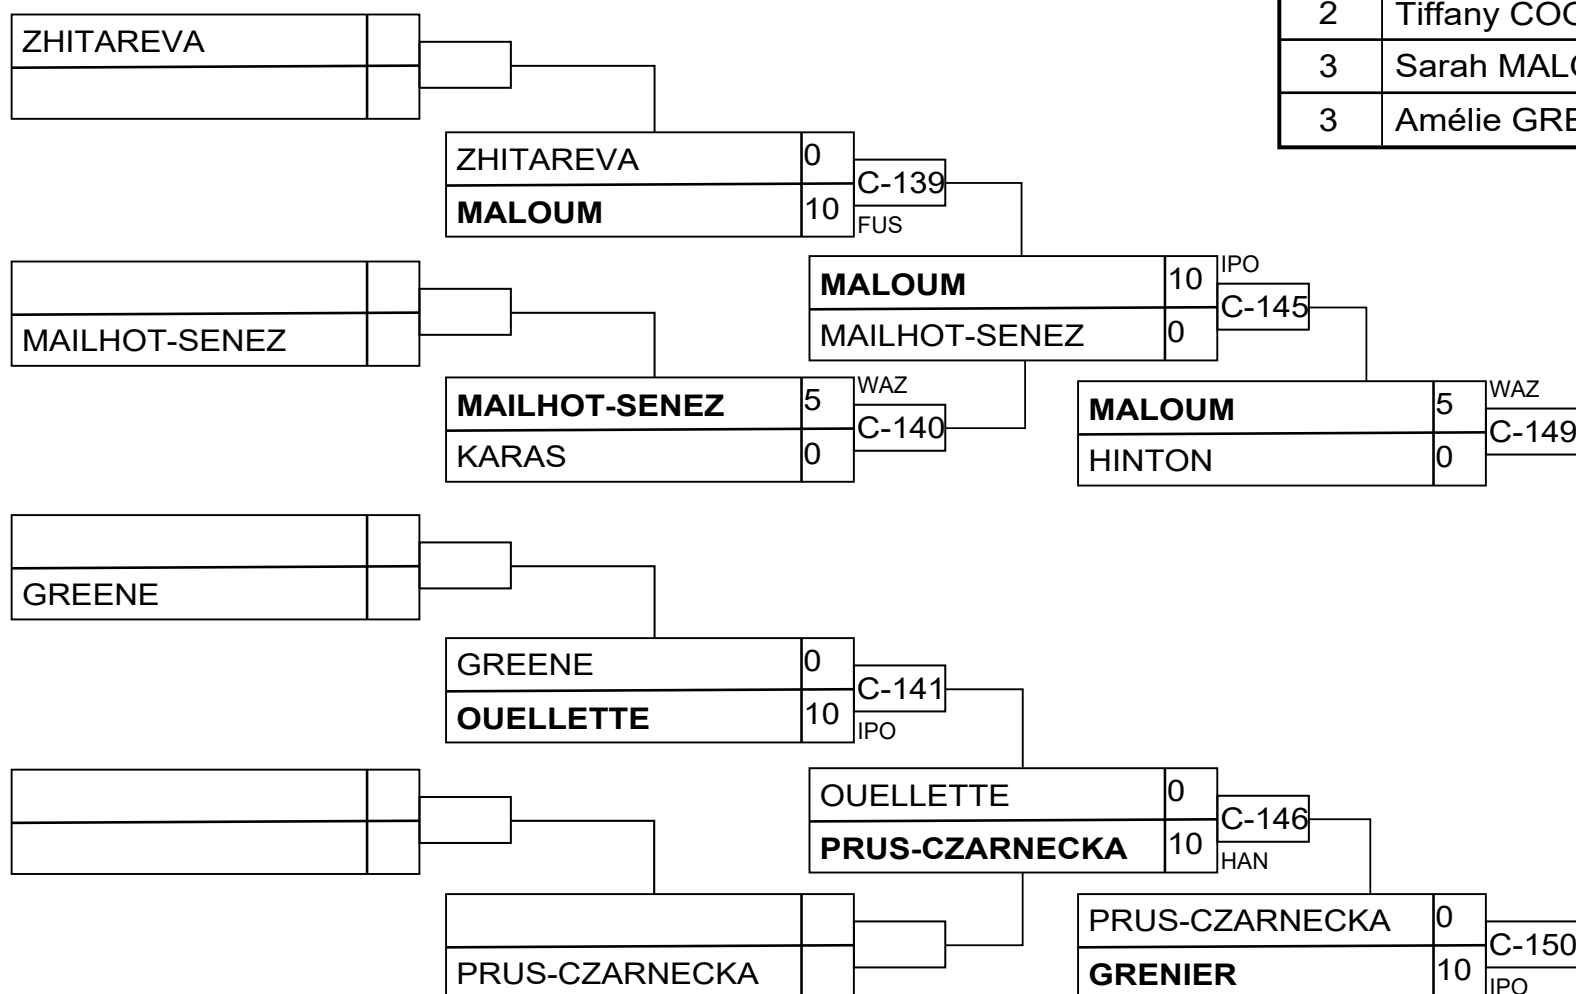 2 Tiffany
ZHITAREVA
3 Sarah
3 Amélie
ZHITAREVA 0
C-139
MALOUM 10
FUS
MALOUM 10 IPO
C-145
MAILHOT-SENEZ 0
MAILHOT-SENEZ
MAILHOT-SENEZ 5 WAZ
C-140
KARAS 0
MALOUM 5 WAZ
C-149
HINTON 0
GREENE
GREENE 0
C-141
OUELLETTE 10
IPO
OUELLETTE 0
C-146
PRUS-CZARNECKA 10
HAN
PRUS-CZARNECKA 0
C-150
PRUS-CZARNECKA
GRENIER 10
IPO